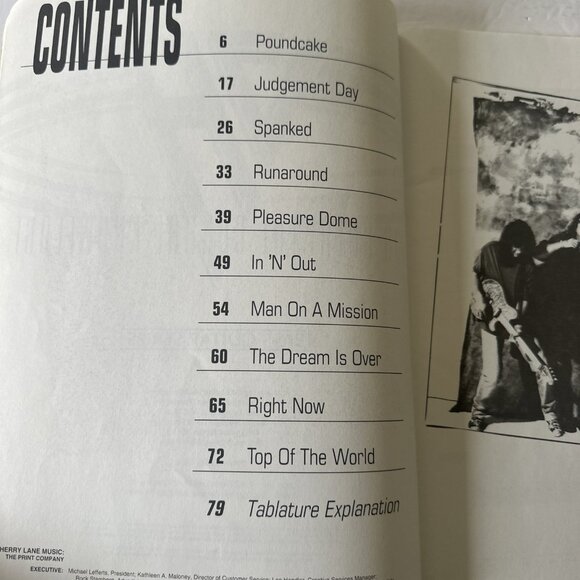 CONTENTS
6 Poundcake
17 Judgement Day
26 Spanked
33 Runaround
39 Pleasure Dome
49 In 'N' Out
54 Man On A Mission
60 The Dream Is Over
65 Right Now
72 Top Of The World
79 Tablature Explanation
HERRY LANE MUSIC:
THE PRINT COMPANY
EXECUTIVE: Michael Lefferts, President; Kathleen A. Maloney, Director of Customer Service;